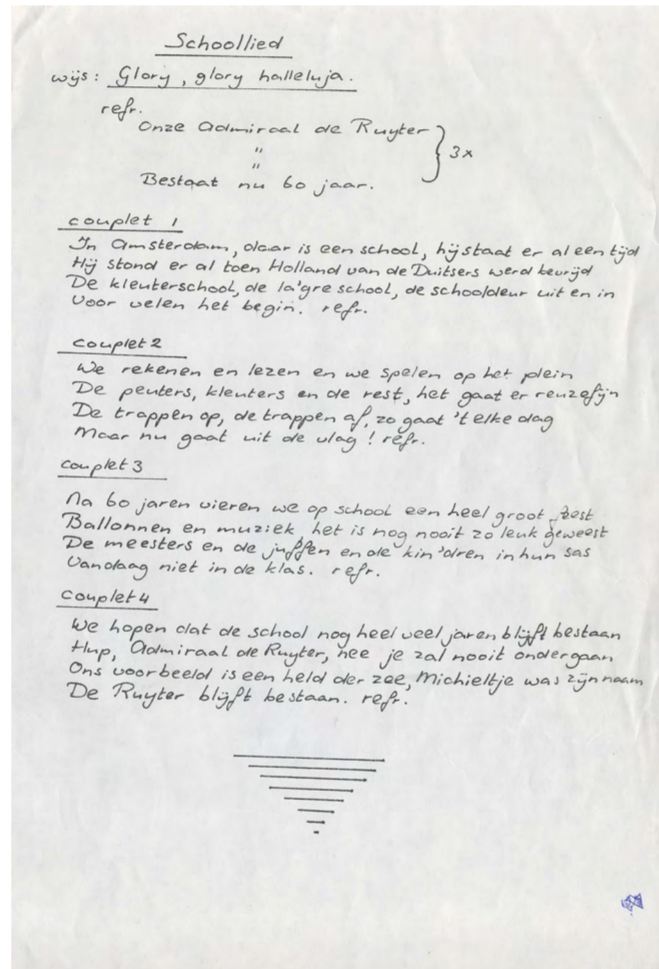 Schoollied
wijs: Glory, glory halleluja.
refr.
Onze Admiraal de Ruyter
"
" } 3x
Bestaat nu 60 jaar.
couplet 1
In Amsterdam, daar is een school, hij staat er al een tijd
Hij stond er al toen Holland van de Duitsers werd bevrijd
De kleuterschool, de la'gre school, de schooldeur uit en in
Voor velen het begin. refr.
couplet 2
We rekenen en lezen en we spelen op het plein
De peuters, kleuters en de rest, het gaat er reuzefijn
De trappen op, de trappen af, zo gaat 't elke dag
Maar nu gaat uit de vlag! refr.
couplet 3
Na 60 jaren vieren we op school een heel groot feest
Ballonnen en muziek het is nog nooit zo leuk geweest
De meesters en de juffen en de kin'dren in hun sas
Vandaag niet in de klas. refr.
couplet 4
We hopen dat de school nog heel veel jaren blijft bestaan
Hup, Admiraal de Ruyter, nee je zal nooit ondergaan
Ons voorbeeld is een held der zee, Michieltje was zijn naam
De Ruyter blijft bestaan. refr.